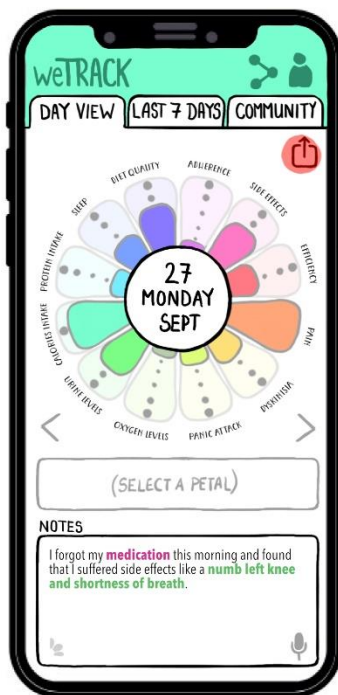 weTRACK
DAY VIEW
LAST 7 DAYS
COMMUNITY
DIET QUALITY
ADHERENCE
SLEEP
SIDE EFFECTS
PROTEIN INTAKE
EFFICIENCY
27
MONDAY
SEPT
CALORIES INTAKE
PAIN
URINE LEVELS
DYSKINISIA
OXYGEN LEVELS
PANIC ATTACK
(SELECT A PETAL)
NOTES
I forgot my medication this morning and found
that I suffered side effects like a numb left knee
and shortness of breath.